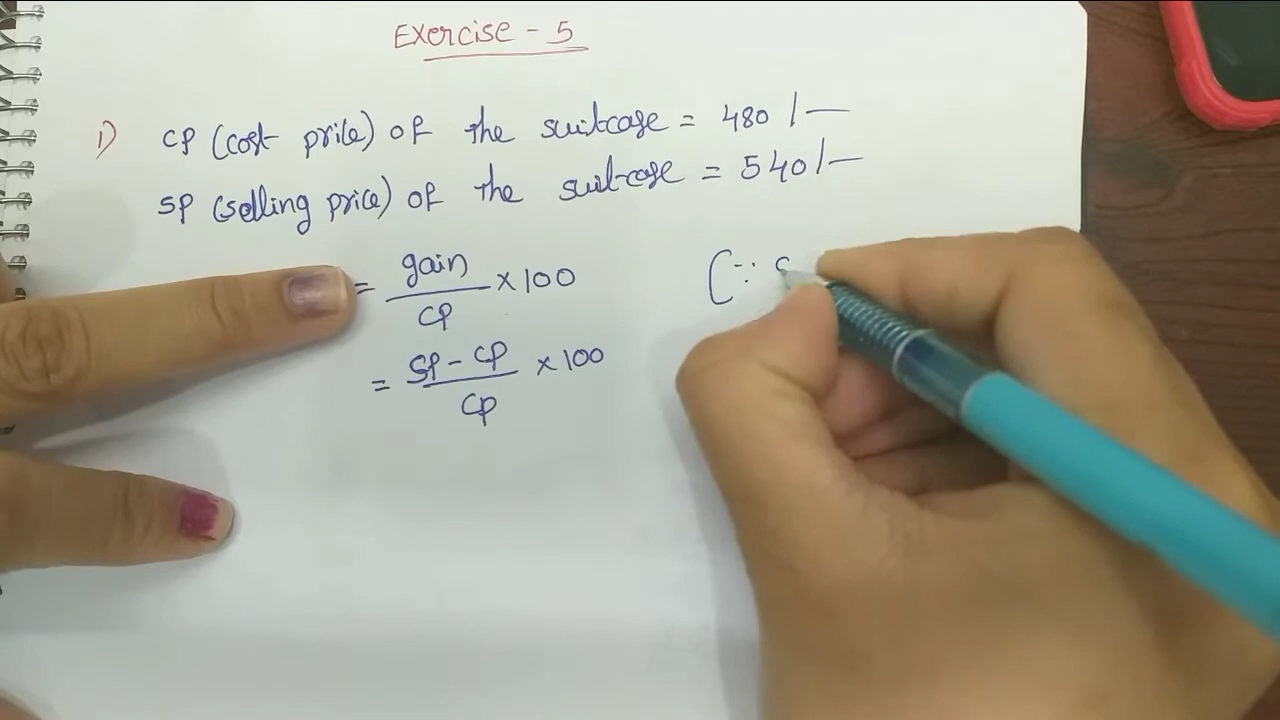 Exercise - 5
1) CP (cost price) of the suitcase = 480/—
SP (selling price) of the suitcase = 540/—
= gain/CP × 100
(∵ S
= SP - CP/CP × 100